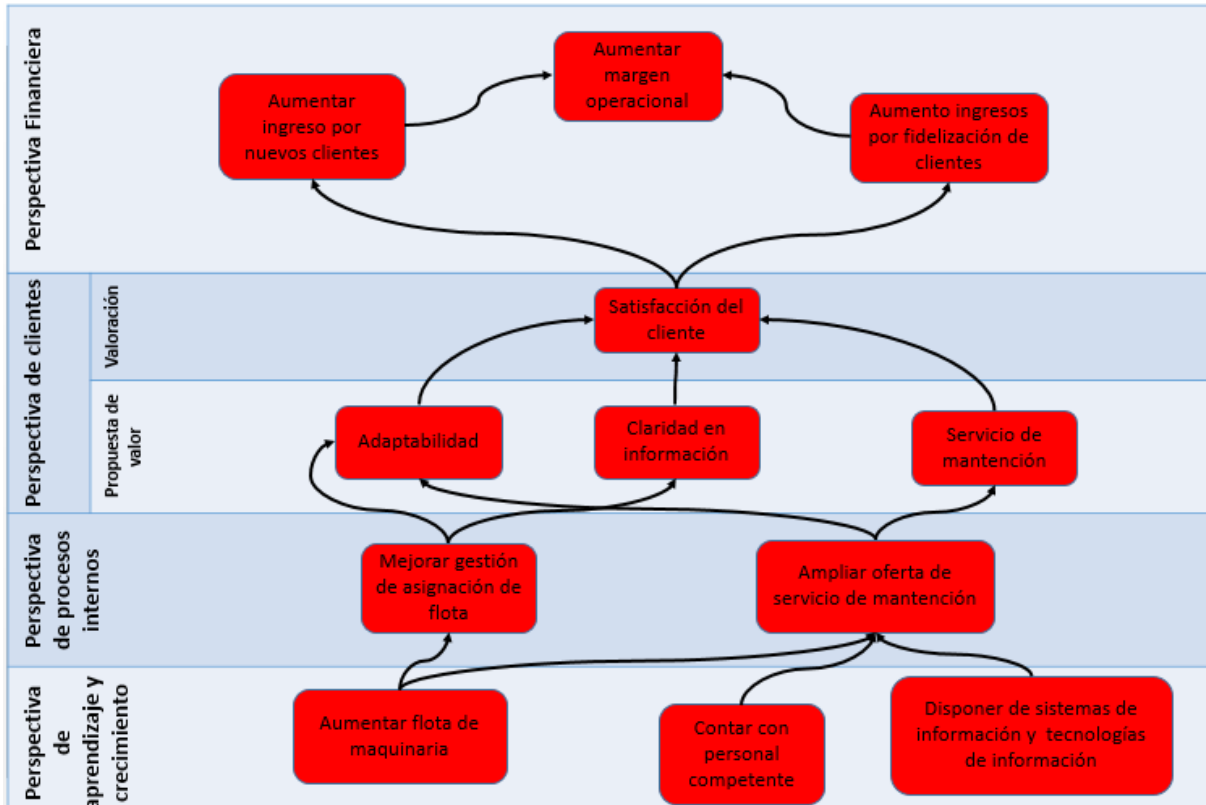 Perspectiva Financiera
Aumentar
margen
operacional
Aumentar
ingreso por
nuevos clientes
Aumento ingresos
por fidelización de
clientes
Perspectiva de clientes
Valoración
Satisfacción del
cliente
Propuesta de
valor
Adaptabilidad
Claridad en
información
Servicio de
mantención
Perspectiva
de procesos
internos
Mejorar gestión
de asignación de
flota
Ampliar oferta de
servicio de mantención
Perspectiva
de
aprendizaje y
crecimiento
Aumentar flota de
maquinaria
Contar con
personal
competente
Disponer de sistemas de
información y tecnologías
de información